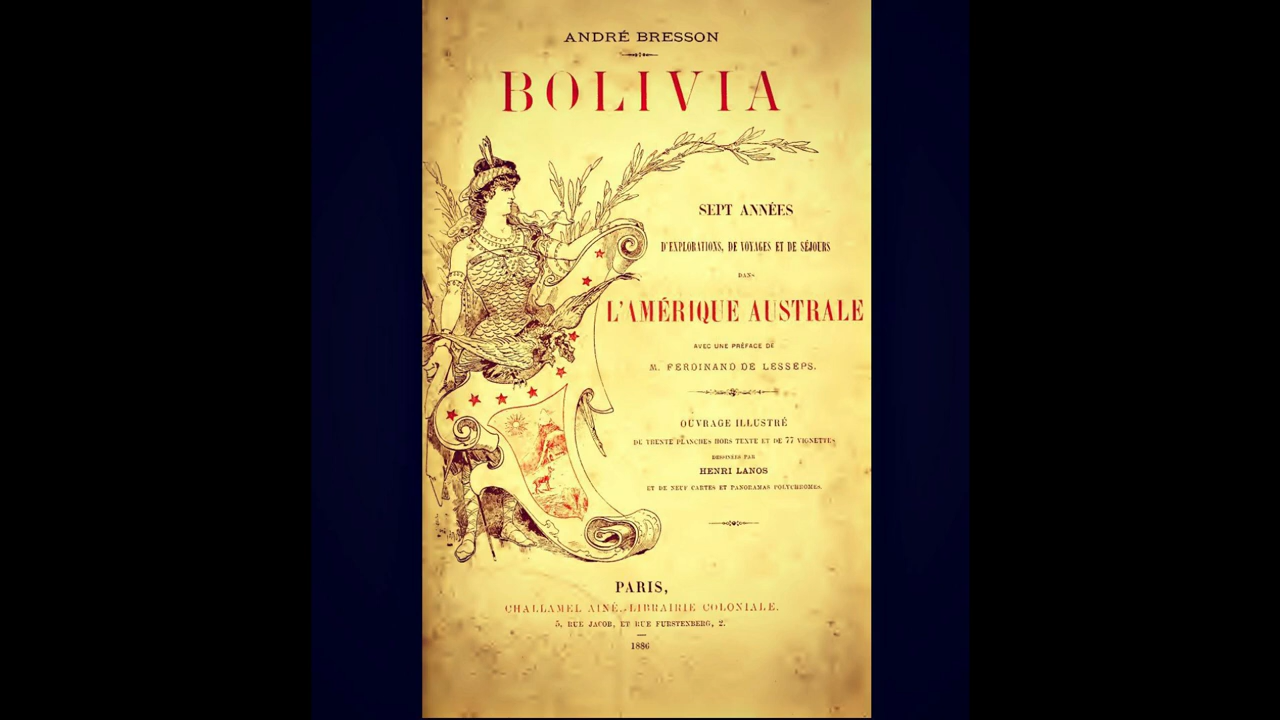 ANDRÉ BRESSON
BOLIVIA
SEPT ANNÉES
D'EXPLORATIONS, DE VOYAGES ET DE SÉJOURS
DANS
L'AMÉRIQUE AUSTRALE
AVEC UNE PRÉFACE DE
M. FERDINAND DE LESSEPS.
OUVRAGE ILLUSTRÉ
DE TRENTE PLANCHES HORS TEXTE ET DE 77 VIGNETTES
DESSINÉES PAR
HENRI LANOS
ET DE NEUF CARTES ET PANORAMAS POLYCHROMES.
PARIS,
CHALLAMEL AINÉ, LIBRAIRIE COLONIALE.
5, RUE JACOB, ET RUE FURSTENBERG, 2.
1886